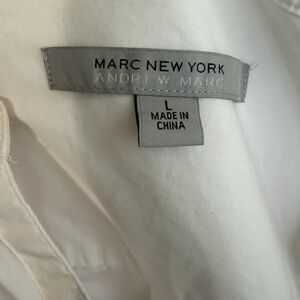 MARC NEW YORK
ANDREW MARC
L
MADE IN
CHINA